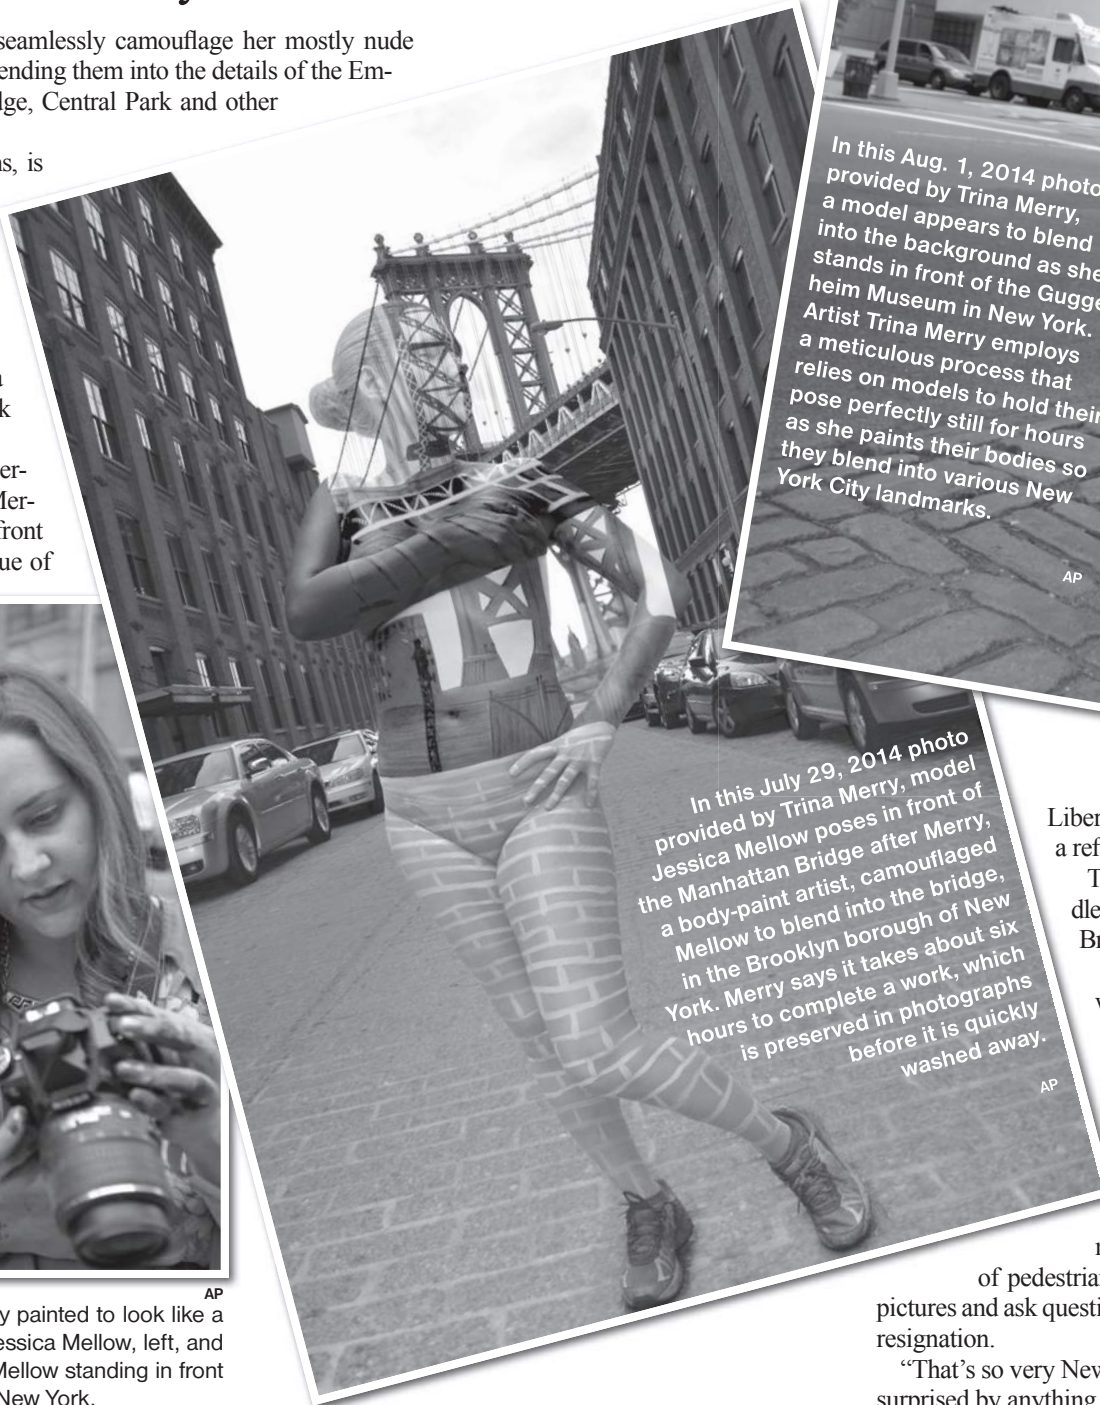 seamlessly camouflage her mostly nude
ending them into the details of the Em-
lge, Central Park and other
is
k
er-
Mer-
front
ue of
In this Aug. 1, 2014 photo
provided by Trina Merry,
a model appears to blend
into the background as she
stands in front of the Gugge
heim Museum in New York.
Artist Trina Merry employs
a meticulous process that
relies on models to hold their
pose perfectly still for hours
as she paints their bodies so
they blend into various New
York City landmarks.
AP
In this July 29, 2014 photo
provided by Trina Merry, model
Jessica Mellow poses in front of
the Manhattan Bridge after Merry,
a body-paint artist, camouflaged
Mellow to blend into the bridge,
in the Brooklyn borough of New
York. Merry says it takes about six
hours to complete a work, which
is preserved in photographs
before it is quickly
washed away.
AP
AP
y painted to look like a
essica Mellow, left, and
Mellow standing in front
New York.
Liber
a ref
T
dle
Br
of pedestria
pictures and ask questi
resignation.
“That’s so very New
surprised by anything